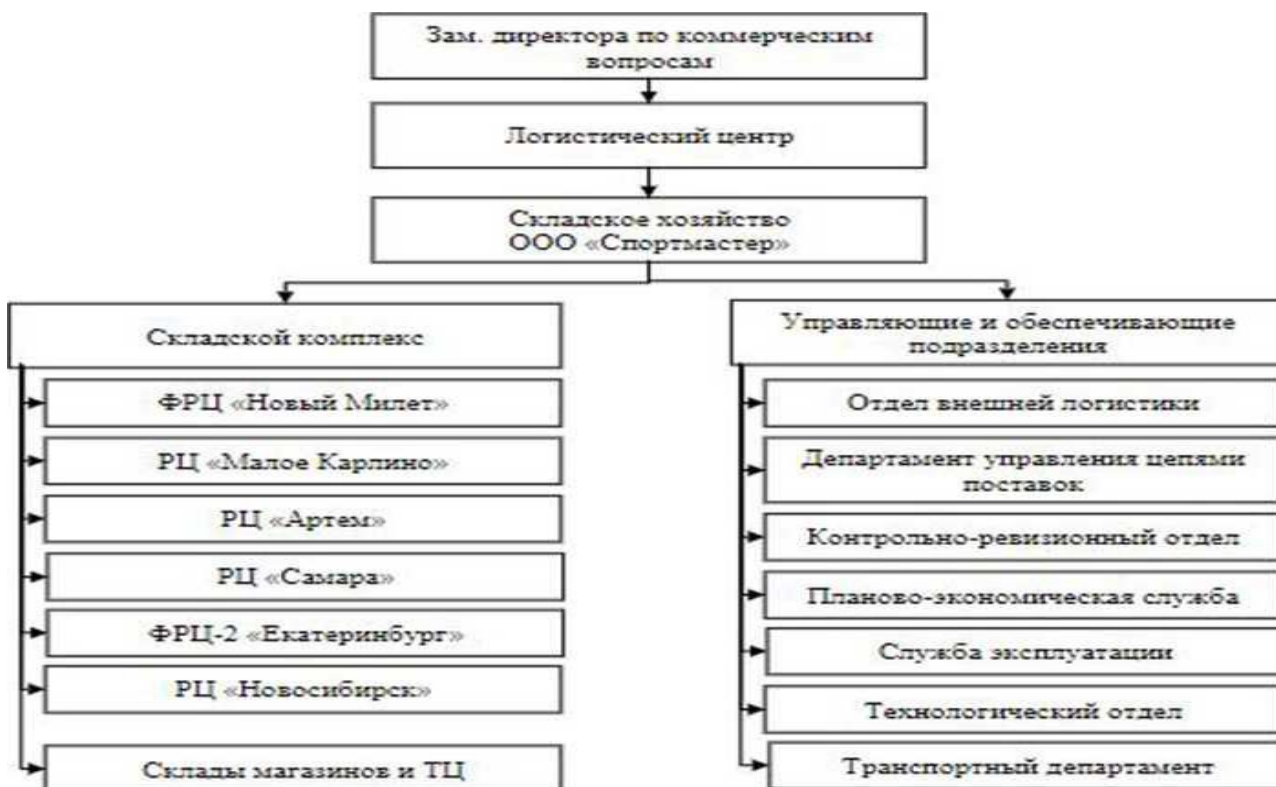 Зам. директора по коммерческим
вопросам
Логистический центр
Складское хозяйство
ООО «Спортмастер»
Складской комплекс
ФРЦ «Новый Милет»
РЦ «Малое Карлино»
РЦ «Артем»
РЦ «Самара»
ФРЦ-2 «Екатеринбург»
РЦ «Новосибирск»
Склады магазинов и ТЦ
Управляющие и обеспечивающие
подразделения
Отдел внешней логистики
Департамент управления цепями
поставок
Контрольно-ревизионный отдел
Планово-экономическая служба
Служба эксплуатации
Технологический отдел
Транспортный департамент